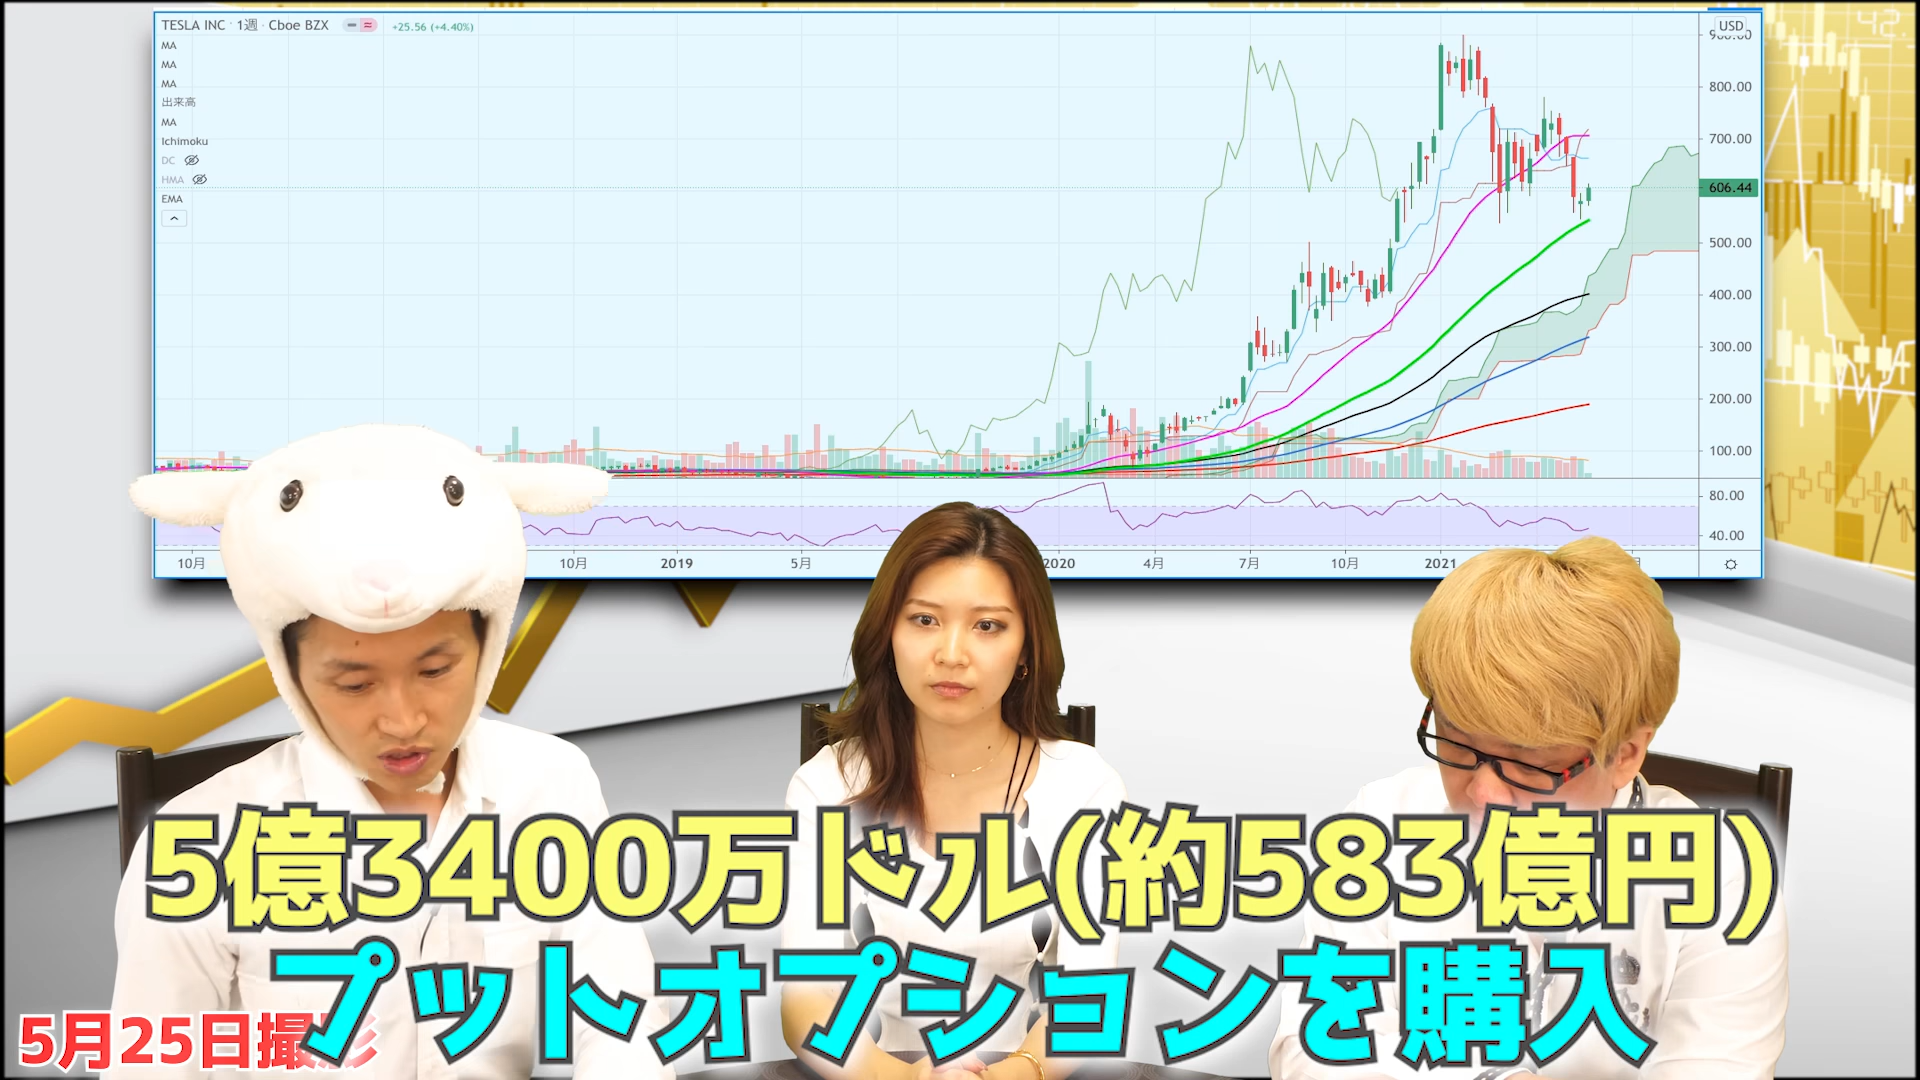 TESLA INC · 1週 · Cboe BZX
+25.56 (+4.40%)
USD
MA
MA
MA
出来高
MA
Ichimoku
DC
HMA
EMA
800.00
700.00
606.44
500.00
400.00
300.00
200.00
100.00
80.00
40.00
10月
10月
2019
5月
2020
4月
7月
10月
2021
42.
5億3400万ドル(約583億円)
プットオプションを購入
5月25日撮影